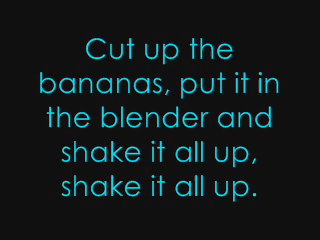 Cut up the
bananas, put it in
the blender and
shake it all up,
shake it all up.